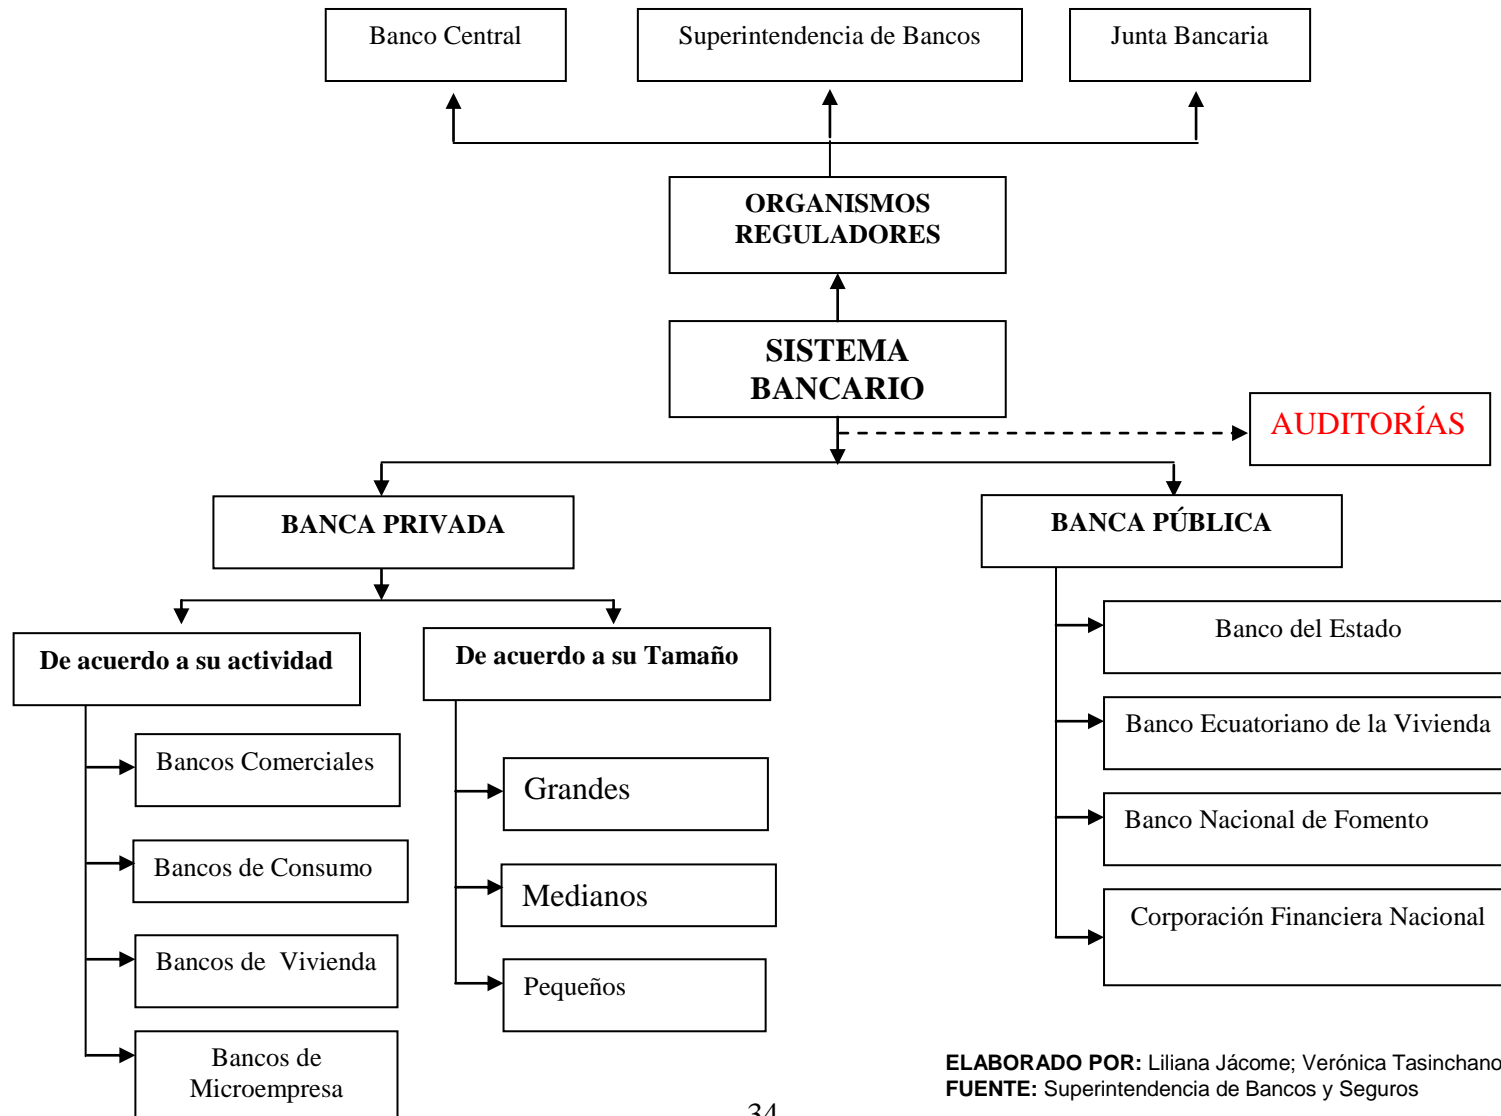 Banco Central
Superintendencia de Bancos
Junta Bancaria
ORGANISMOS
REGULADORES
SISTEMA
BANCARIO
AUDITORÍAS
BANCA PRIVADA
BANCA PÚBLICA
De acuerdo a su actividad
De acuerdo a su Tamaño
Bancos Comerciales
Bancos de Consumo
Bancos de Vivienda
Bancos de
Microempresa
Grandes
Medianos
Pequeños
Banco del Estado
Banco Ecuatoriano de la Vivienda
Banco Nacional de Fomento
Corporación Financiera Nacional
ELABORADO POR: Liliana Jácome; Verónica Tasinchano
FUENTE: Superintendencia de Bancos y Seguros
34